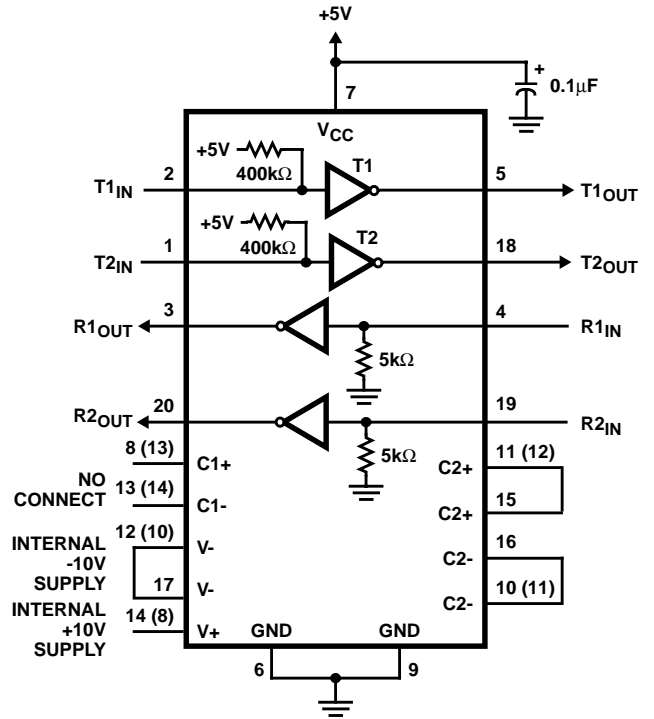 +5V
+
0.1μF
7
VCC
+5V
400kΩ
T1
T1IN
2
5
T1OUT
+5V
400kΩ
T2
T2IN
1
18
T2OUT
R1OUT
3
4
R1IN
5kΩ
R2OUT
20
19
R2IN
5kΩ
8 (13)
C1+
11 (12)
C2+
NO
CONNECT
13 (14)
C1-
15
C2+
12 (10)
V-
16
C2-
INTERNAL
-10V
SUPPLY
17
V-
10 (11)
C2-
INTERNAL
+10V
SUPPLY
14 (8)
V+
GND
GND
6
9